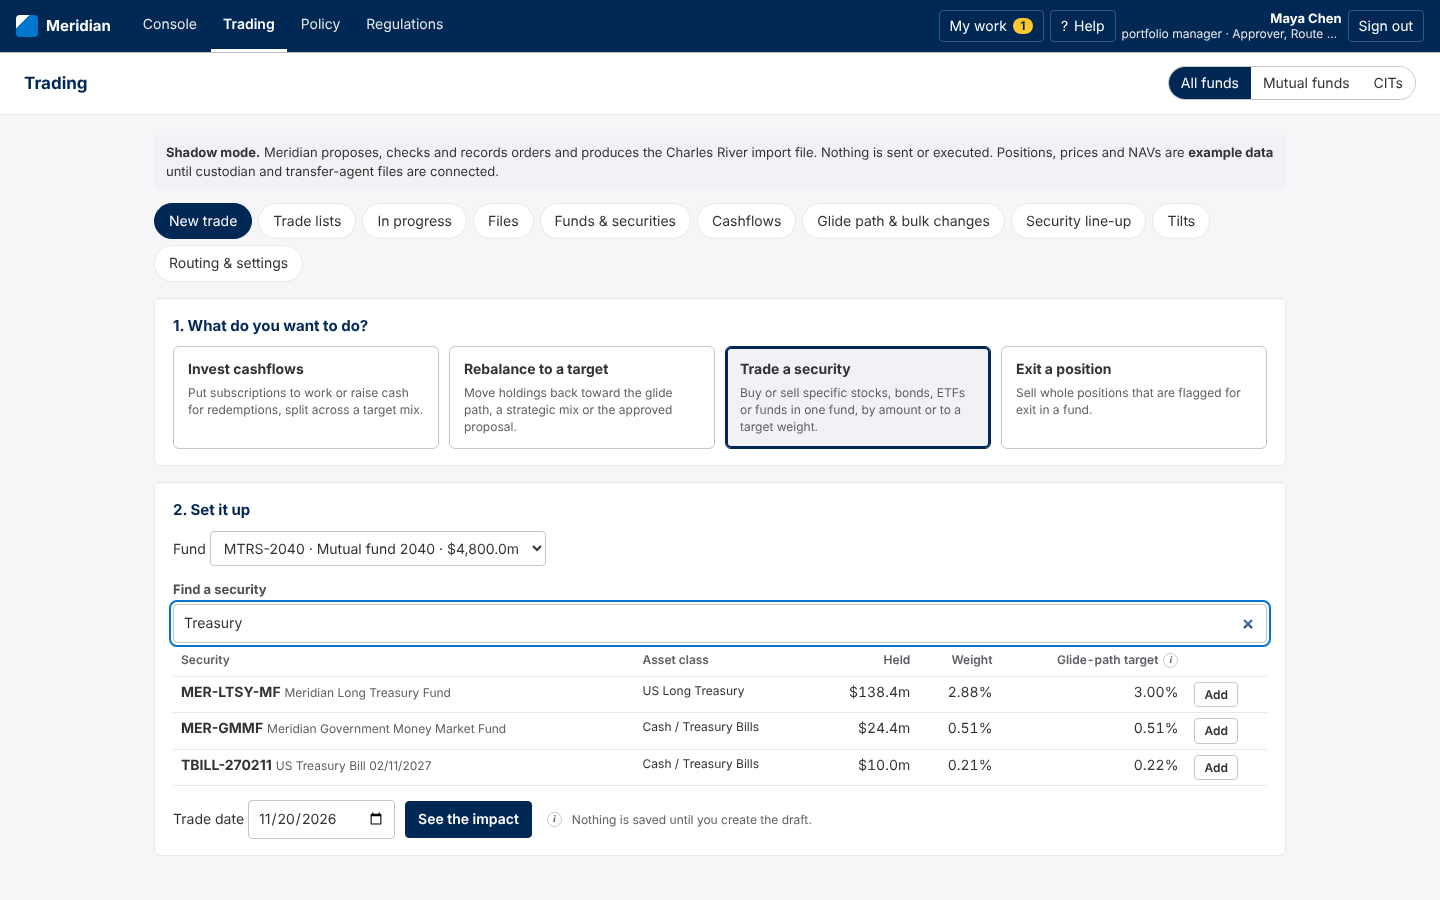 Meridian
Console
Trading
Policy
Regulations
My work 1
? Help
Maya Chen
portfolio manager · Approver, Route ...
Sign out
Trading
All funds
Mutual funds
CITs
Shadow mode. Meridian proposes, checks and records orders and produces the Charles River import file. Nothing is sent or executed. Positions, prices and NAVs are example data
until custodian and transfer-agent files are connected.
New trade
Trade lists
In progress
Files
Funds & securities
Cashflows
Glide path & bulk changes
Security line-up
Tilts
Routing & settings
1. What do you want to do?
Invest cashflows
Put subscriptions to work or raise cash
for redemptions, split across a target mix.
Rebalance to a target
Move holdings back toward the glide
path, a strategic mix or the approved
proposal.
Trade a security
Buy or sell specific stocks, bonds, ETFs
or funds in one fund, by amount or to a
target weight.
Exit a position
Sell whole positions that are flagged for
exit in a fund.
2. Set it up
Fund MTRS-2040 · Mutual fund 2040 · $4,800.0m
Find a security
Treasury
Security Asset class Held Weight Glide-path target i
MER-LTSY-MF Meridian Long Treasury Fund US Long Treasury $138.4m 2.88% 3.00% Add
MER-GMMF Meridian Government Money Market Fund Cash / Treasury Bills $24.4m 0.51% 0.51% Add
TBILL-270211 US Treasury Bill 02/11/2027 Cash / Treasury Bills $10.0m 0.21% 0.22% Add
Trade date 11/20/2026 See the impact i Nothing is saved until you create the draft.